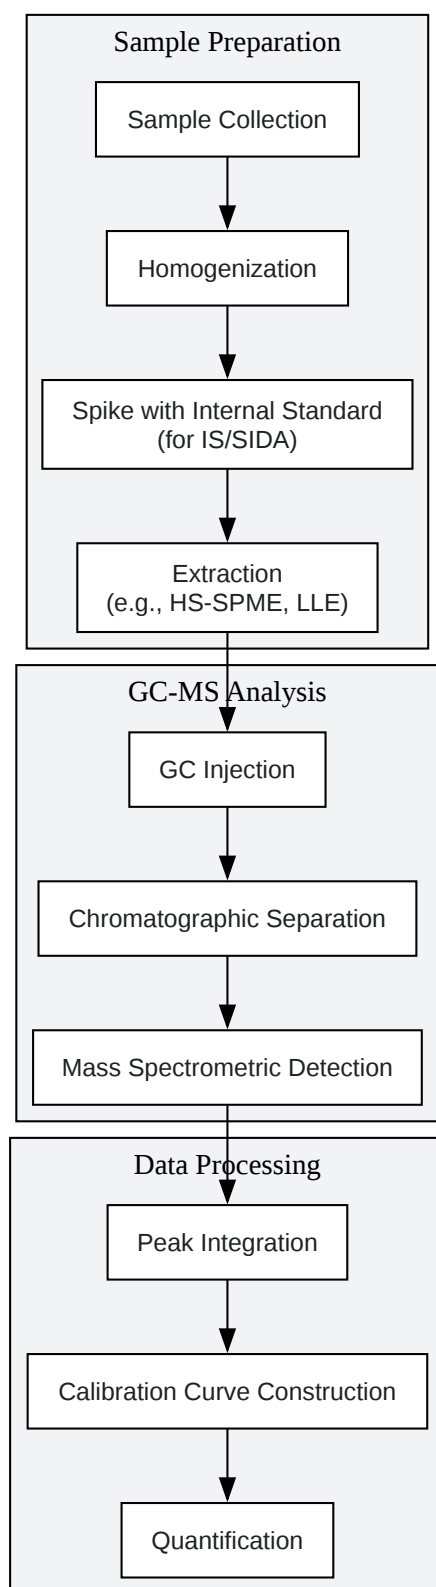 Sample Preparation
Sample Collection
Homogenization
Spike with Internal Standard
(for IS/SIDA)
Extraction
(e.g., HS-SPME, LLE)
GC-MS Analysis
GC Injection
Chromatographic Separation
Mass Spectrometric Detection
Data Processing
Peak Integration
Calibration Curve Construction
Quantification